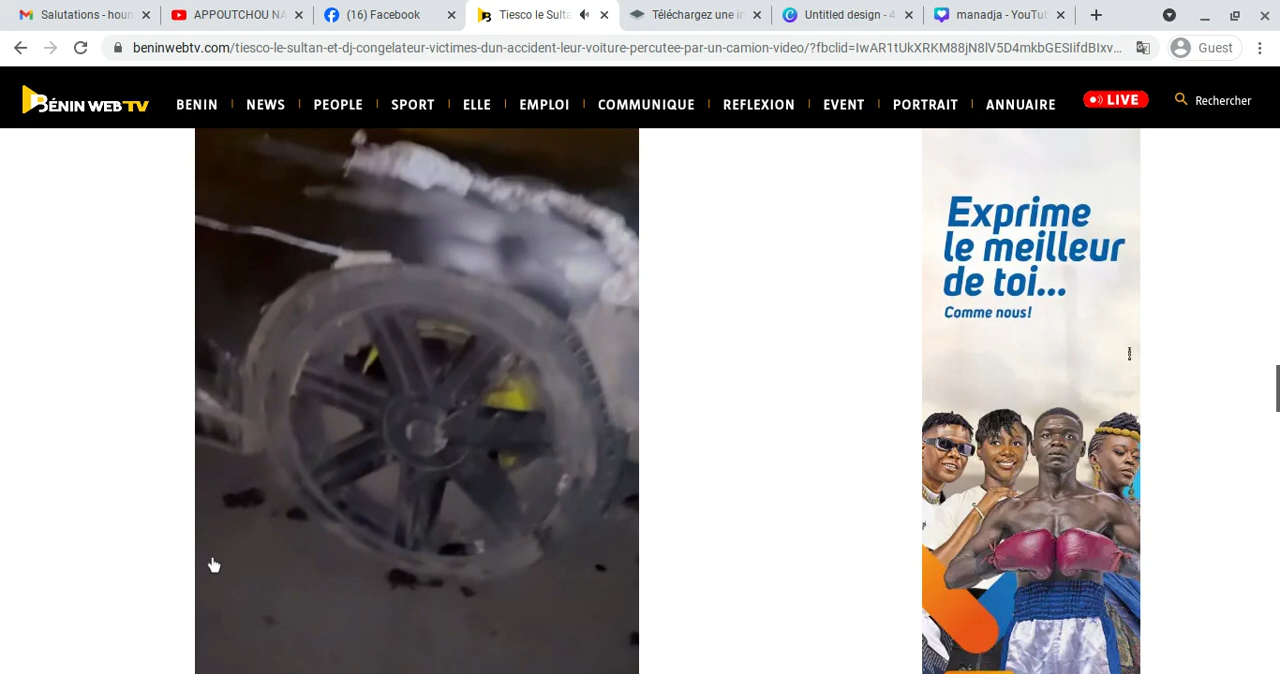 Salutations - houn
APPOUTCHOU NA
(16) Facebook
Tiesco le Sulta
Téléchargez une in
Untitled design - 4
manadja - YouTub
beninwebtv.com/tiesco-le-sultan-et-dj-congelateur-victimes-dun-accident-leur-voiture-percutee-par-un-camion-video/?fbclid=IwAR1tUkXRKM88jN8lV5D4mkbGESIifdBIxv...
Guest
BÉNIN WEB TV
BENIN
NEWS
PEOPLE
SPORT
ELLE
EMPLOI
COMMUNIQUE
REFLEXION
EVENT
PORTRAIT
ANNUAIRE
LIVE
Rechercher
Exprime
le meilleur
de toi...
Comme nous!